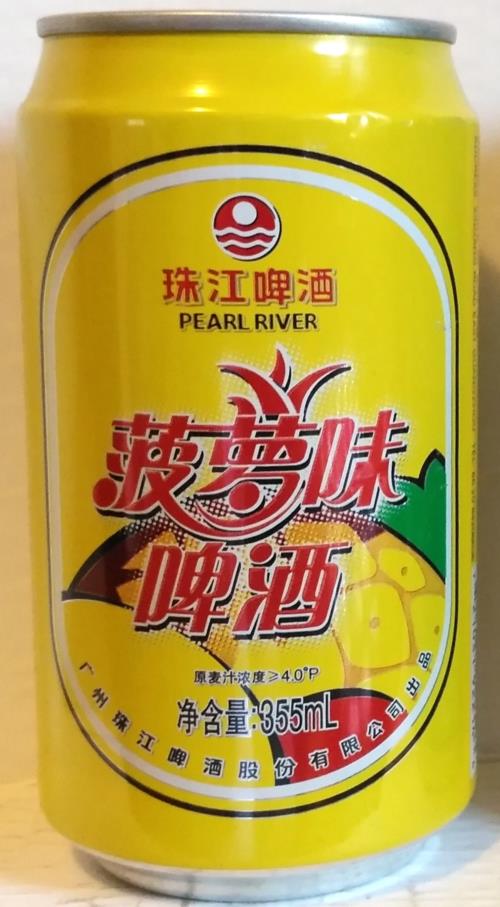 珠江啤酒
PEARL RIVER
菠萝味
啤酒
原麦汁浓度≥4.0°P
净含量:355mL
广州珠江啤酒股份有限公司出品